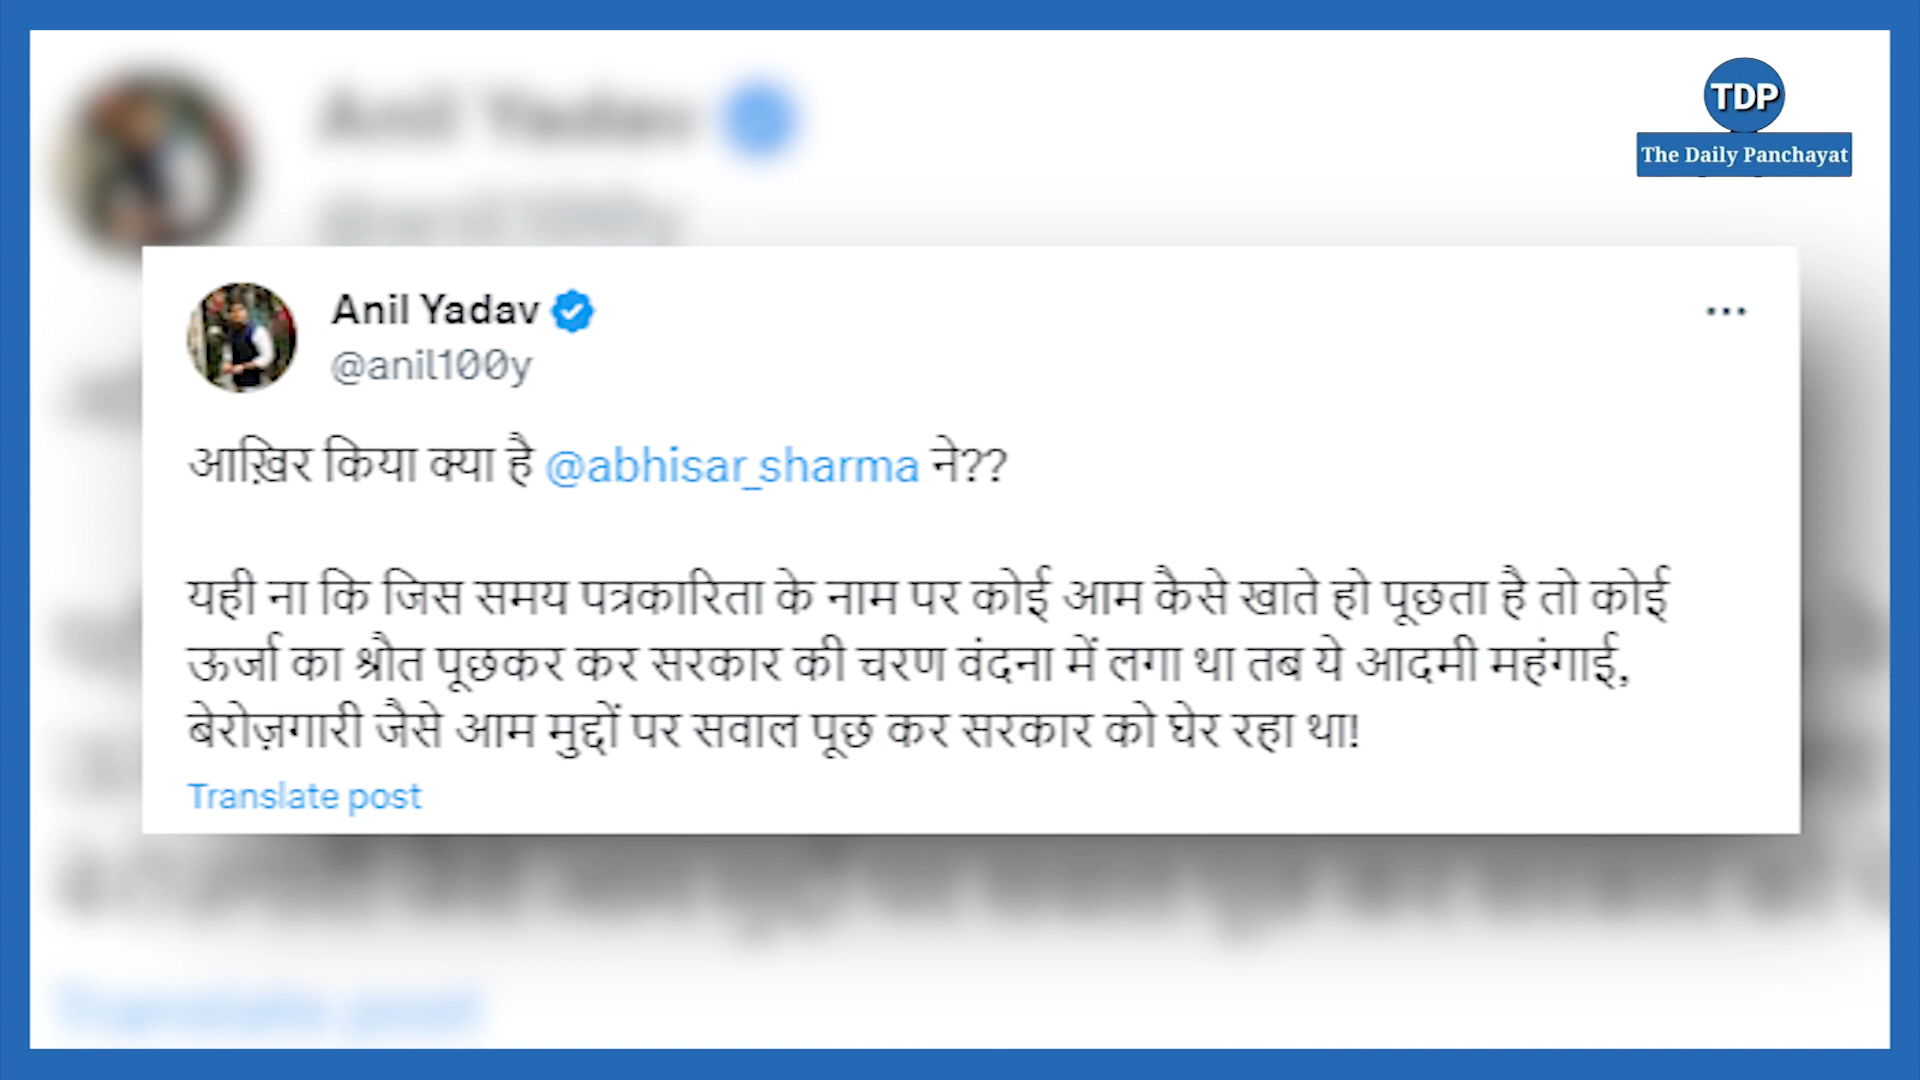 TDP
The Daily Panchayat
Anil Yadav
@anil100y
आख़िर किया क्या है @abhisar_sharma ने??
यही ना कि जिस समय पत्रकारिता के नाम पर कोई आम कैसे खाते हो पूछता है तो कोई
ऊर्जा का श्रौत पूछकर कर सरकार की चरण वंदना में लगा था तब ये आदमी महंगाई,
बेरोज़गारी जैसे आम मुद्दों पर सवाल पूछ कर सरकार को घेर रहा था!
Translate post